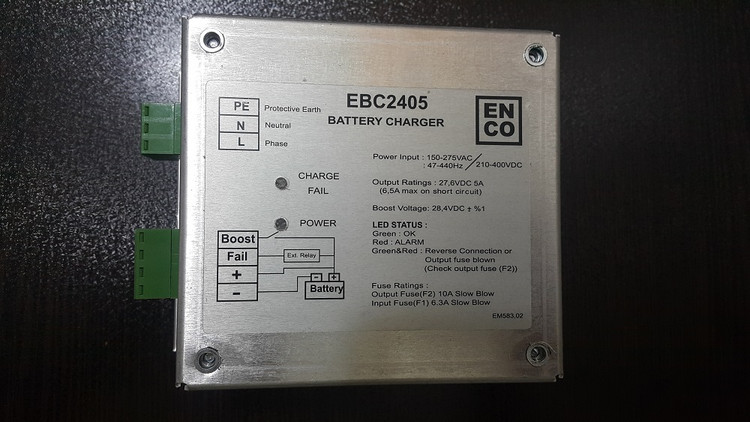 PE Protective Earth
N Neutral
L Phase
EBC2405
BATTERY CHARGER
EN
CO
Power Input : 150-275VAC / 210-400VDC
: 47-440Hz
Output Ratings : 27,6VDC 5A
(6,5A max on short circuit)
Boost Voltage: 28,4VDC ± %1
CHARGE
FAIL
POWER
LED STATUS :
Green : OK
Red : ALARM
Green&Red : Reverse Connection or
Output fuse blown
(Check output fuse (F2))
Boost
Fail
+
-
Ext. Relay
- +
Battery
Fuse Ratings :
Output Fuse(F2) 10A Slow Blow
Input Fuse(F1) 6.3A Slow Blow
EM583.02